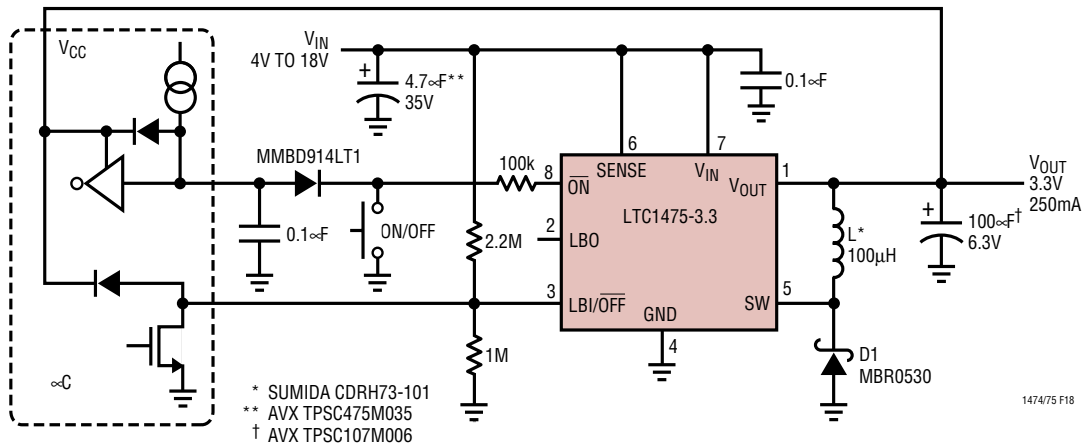 V_CC
V_IN
4V TO 18V
+
4.7∝F**
35V
0.1∝F
MMBD914LT1
100k
6
7
8
SENSE
V_IN
ON
V_OUT
1
V_OUT
3.3V
250mA
LTC1475-3.3
+
100∝F†
6.3V
0.1∝F
ON/OFF
2.2M
2
LBO
L*
100µH
3
LBI/OFF
GND
SW
5
4
1M
D1
MBR0530
∝C
* SUMIDA CDRH73-101
** AVX TPSC475M035
† AVX TPSC107M006
1474/75 F18